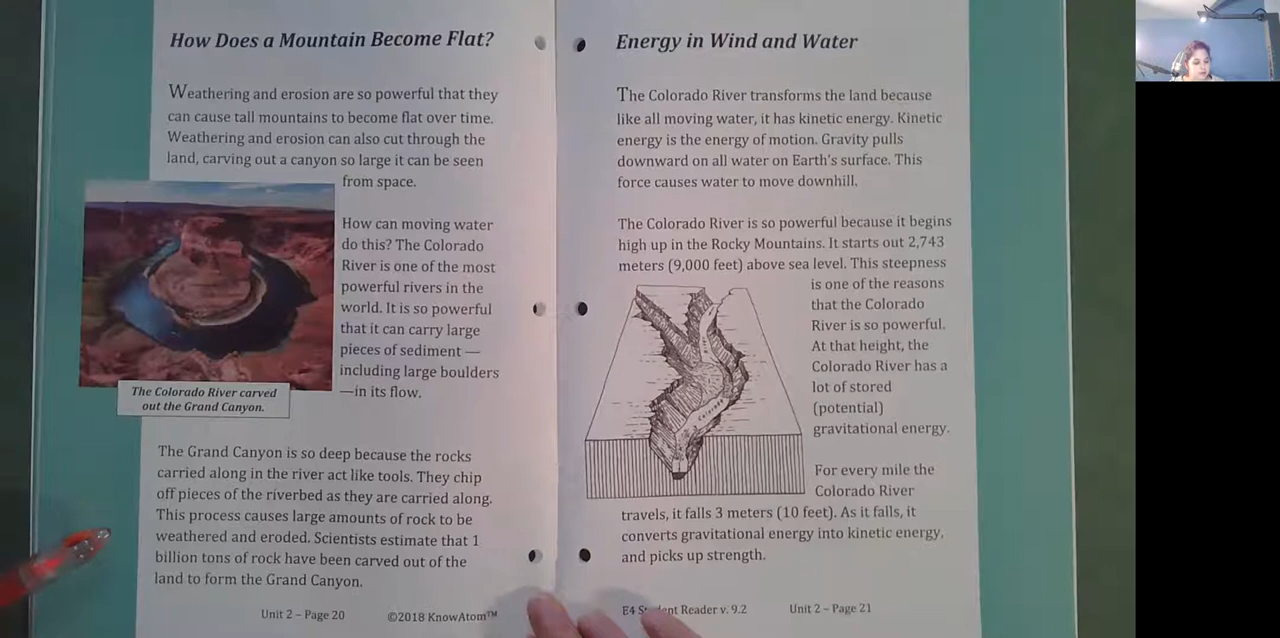 How Does a Mountain Become Flat?
Weathering and erosion are so powerful that they
can cause tall mountains to become flat over time.
Weathering and erosion can also cut through the
land, carving out a canyon so large it can be seen
from space.
How can moving water
do this? The Colorado
River is one of the most
powerful rivers in the
world. It is so powerful
that it can carry large
pieces of sediment —
including large boulders
—in its flow.
The Colorado River carved
out the Grand Canyon.
The Grand Canyon is so deep because the rocks
carried along in the river act like tools. They chip
off pieces of the riverbed as they are carried along.
This process causes large amounts of rock to be
weathered and eroded. Scientists estimate that 1
billion tons of rock have been carved out of the
land to form the Grand Canyon.
Unit 2 – Page 20 ©2018 KnowAtom™
Energy in Wind and Water
The Colorado River transforms the land because
like all moving water, it has kinetic energy. Kinetic
energy is the energy of motion. Gravity pulls
downward on all water on Earth's surface. This
force causes water to move downhill.
The Colorado River is so powerful because it begins
high up in the Rocky Mountains. It starts out 2,743
meters (9,000 feet) above sea level. This steepness
is one of the reasons
that the Colorado
River is so powerful.
At that height, the
Colorado River has a
lot of stored
(potential)
gravitational energy.
Colorado
For every mile the
Colorado River
travels, it falls 3 meters (10 feet). As it falls, it
converts gravitational energy into kinetic energy,
and picks up strength.
E4 Reader v. 9.2 Unit 2 – Page 21